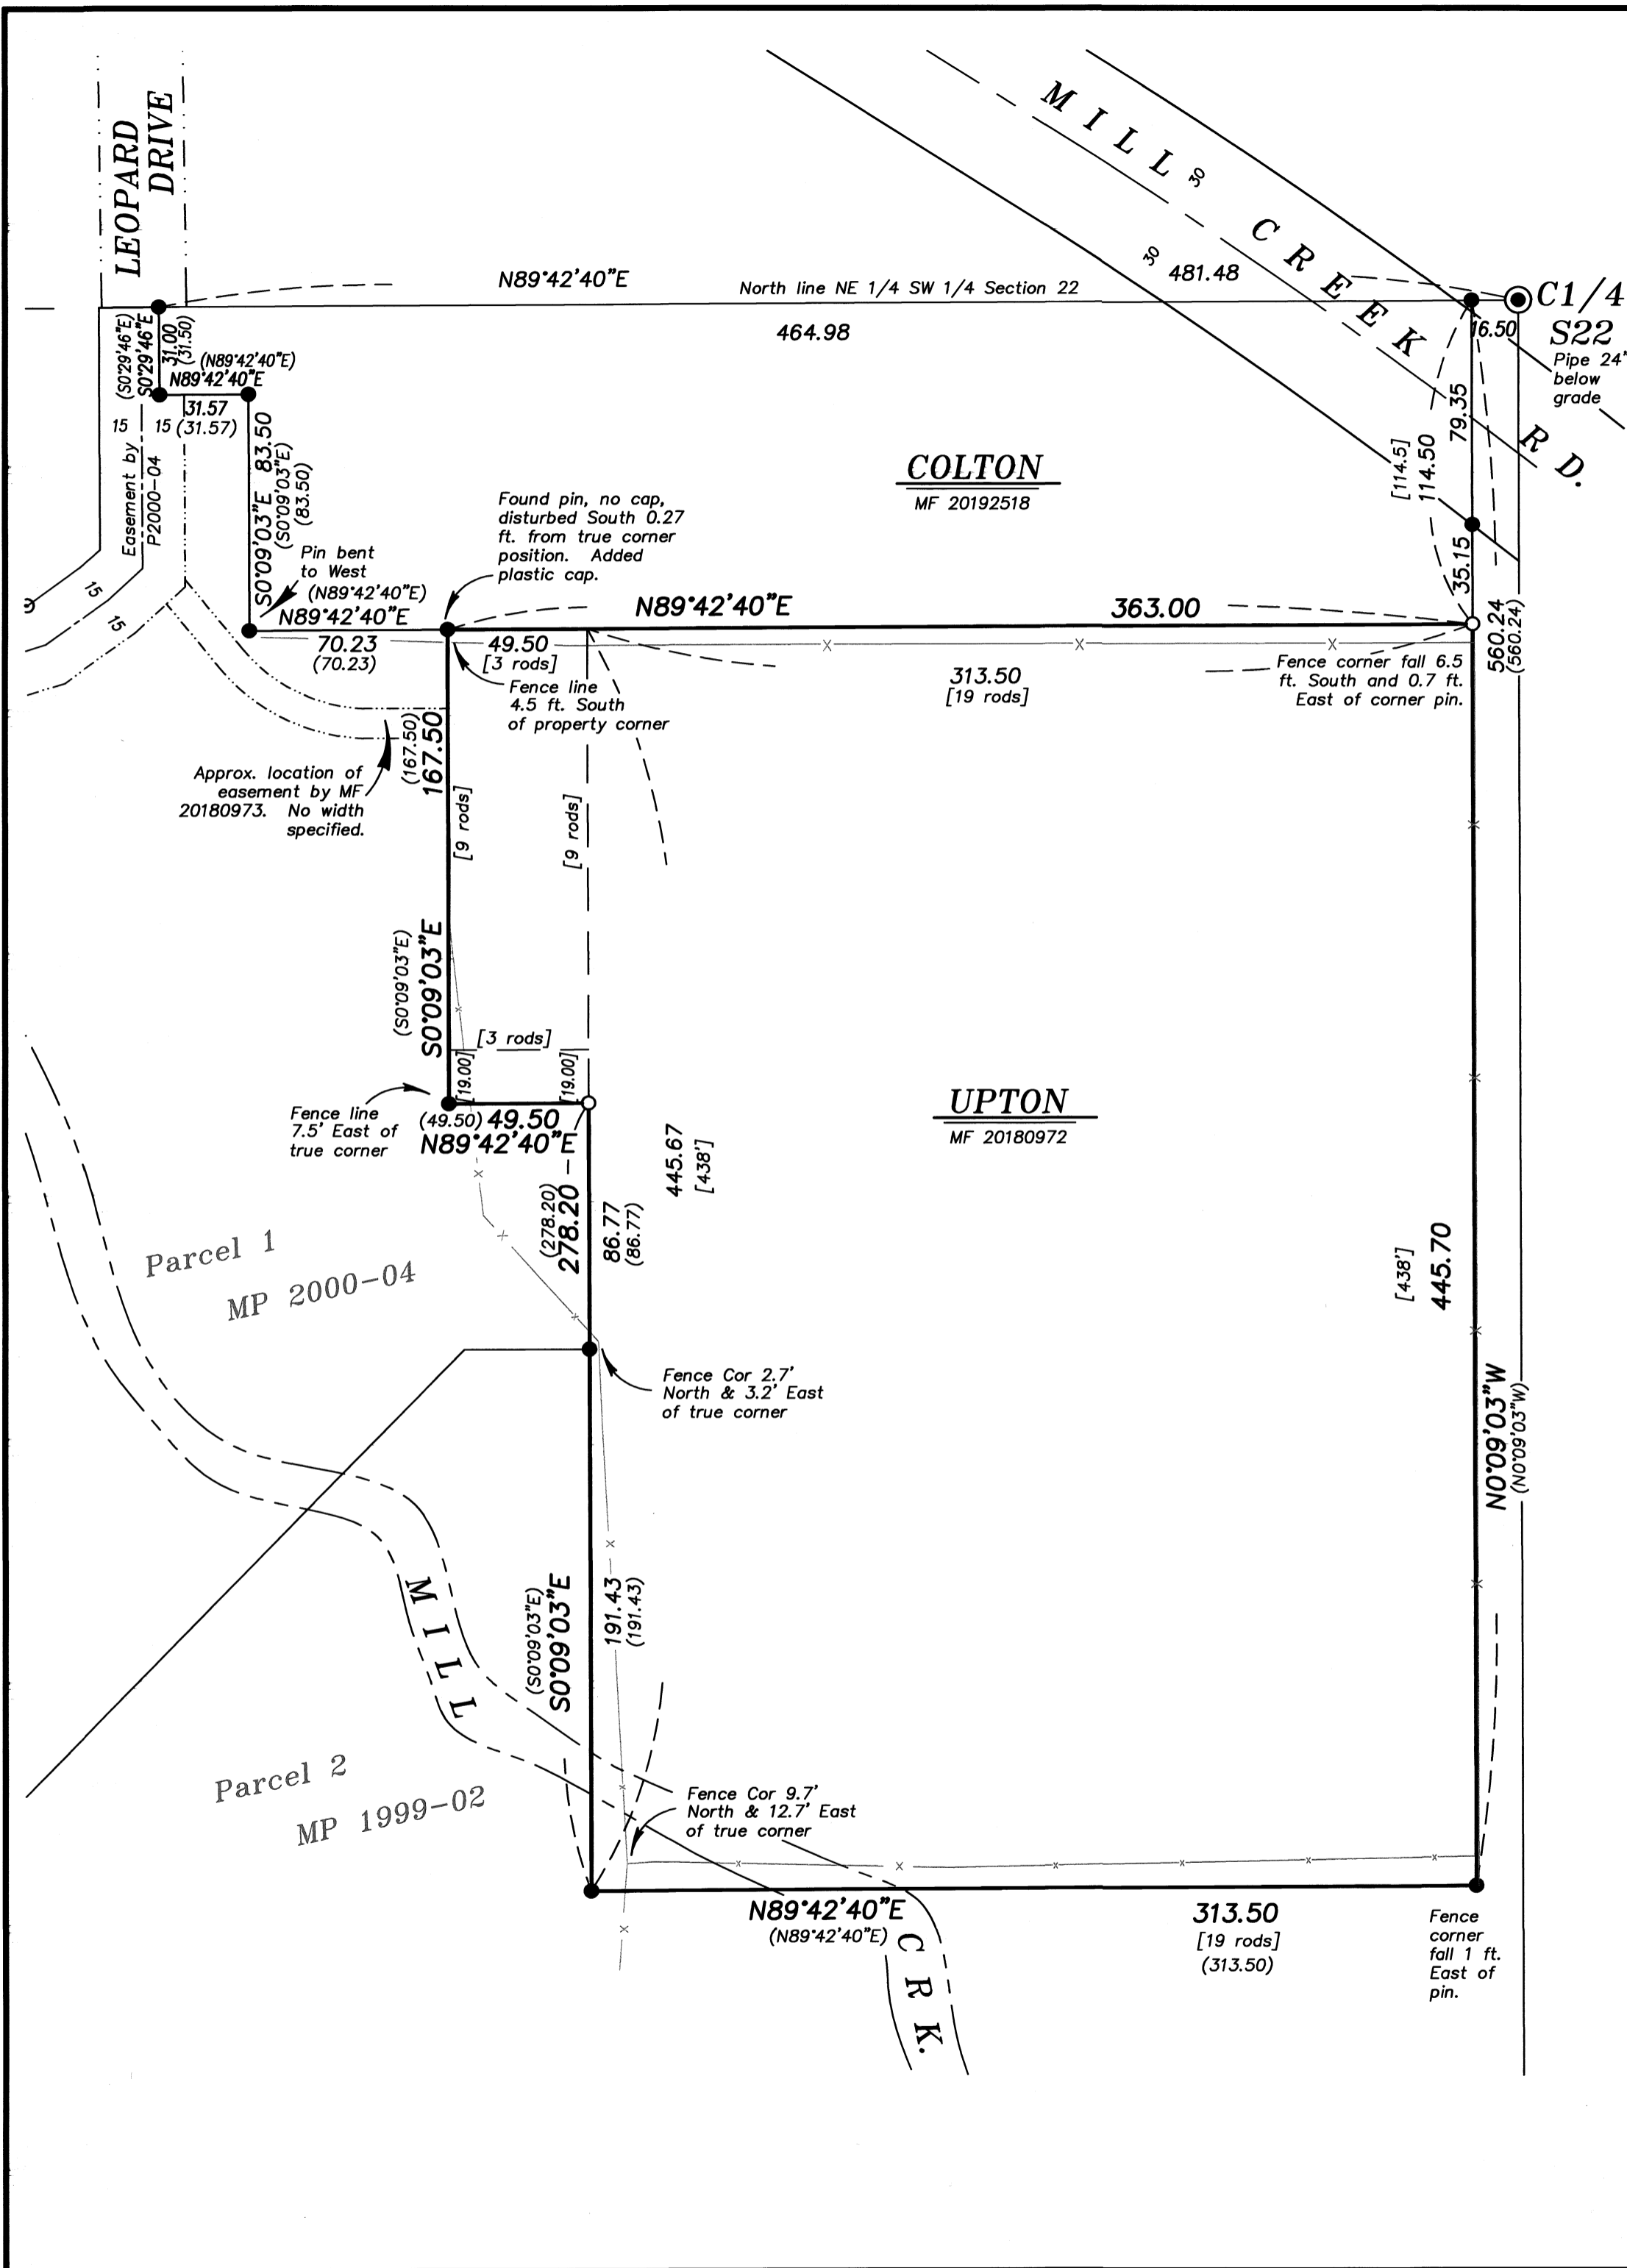 LEOPARD
DRIVE
MILL CREEK RD.
30
30
N89°42'40"E
481.48
North line NE 1/4 SW 1/4 Section 22
464.98
C1/4
S22
16.50
Pipe 24"
below
grade
(S0°29'46"E)
S0°29'46"E
31.00
(31.50)
(N89°42'40"E)
N89°42'40"E
31.57
(31.57)
15
15
Easement by
P2000-04
15
15
S0°09'03"E 83.50
(S0°09'03"E)
(83.50)
79.35
[114.5]
114.50
35.15
COLTON
MF 20192518
Found pin, no cap,
disturbed South 0.27
ft. from true corner
position. Added
plastic cap.
Pin bent
to West
(N89°42'40"E)
N89°42'40"E
70.23
(70.23)
N89°42'40"E
363.00
49.50
[3 rods]
313.50
[19 rods]
560.24
(560.24)
Fence corner fall 6.5
ft. South and 0.7 ft.
East of corner pin.
Fence line
4.5 ft. South
of property corner
(167.50)
167.50
[9 rods]
[9 rods]
Approx. location of
easement by MF
20180973. No width
specified.
(S0°09'03"E)
S0°09'03"E
[3 rods]
[19.00]
[19.00]
Fence line
7.5' East of
true corner
(49.50) 49.50
N89°42'40"E
UPTON
MF 20180972
445.67
[438']
(278.20)
278.20
86.77
(86.77)
[438']
445.70
Parcel 1
MP 2000-04
Fence Cor 2.7'
North & 3.2' East
of true corner
N0°09'03"W
(N0°09'03"W)
(S0°09'03"E)
S0°09'03"E
191.43
(191.43)
MILL
Parcel 2
MP 1999-02
Fence Cor 9.7'
North & 12.7' East
of true corner
N89°42'40"E
(N89°42'40"E)
313.50
[19 rods]
(313.50)
CRK.
Fence
corner
fall 1 ft.
East of
pin.